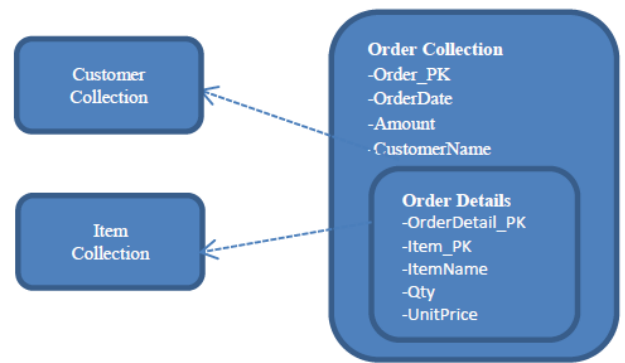 Customer
Collection
Item
Collection
Order Collection
-Order_PK
-OrderDate
-Amount
-CustomerName
Order Details
-OrderDetail_PK
-Item_PK
-ItemName
-Qty
-UnitPrice